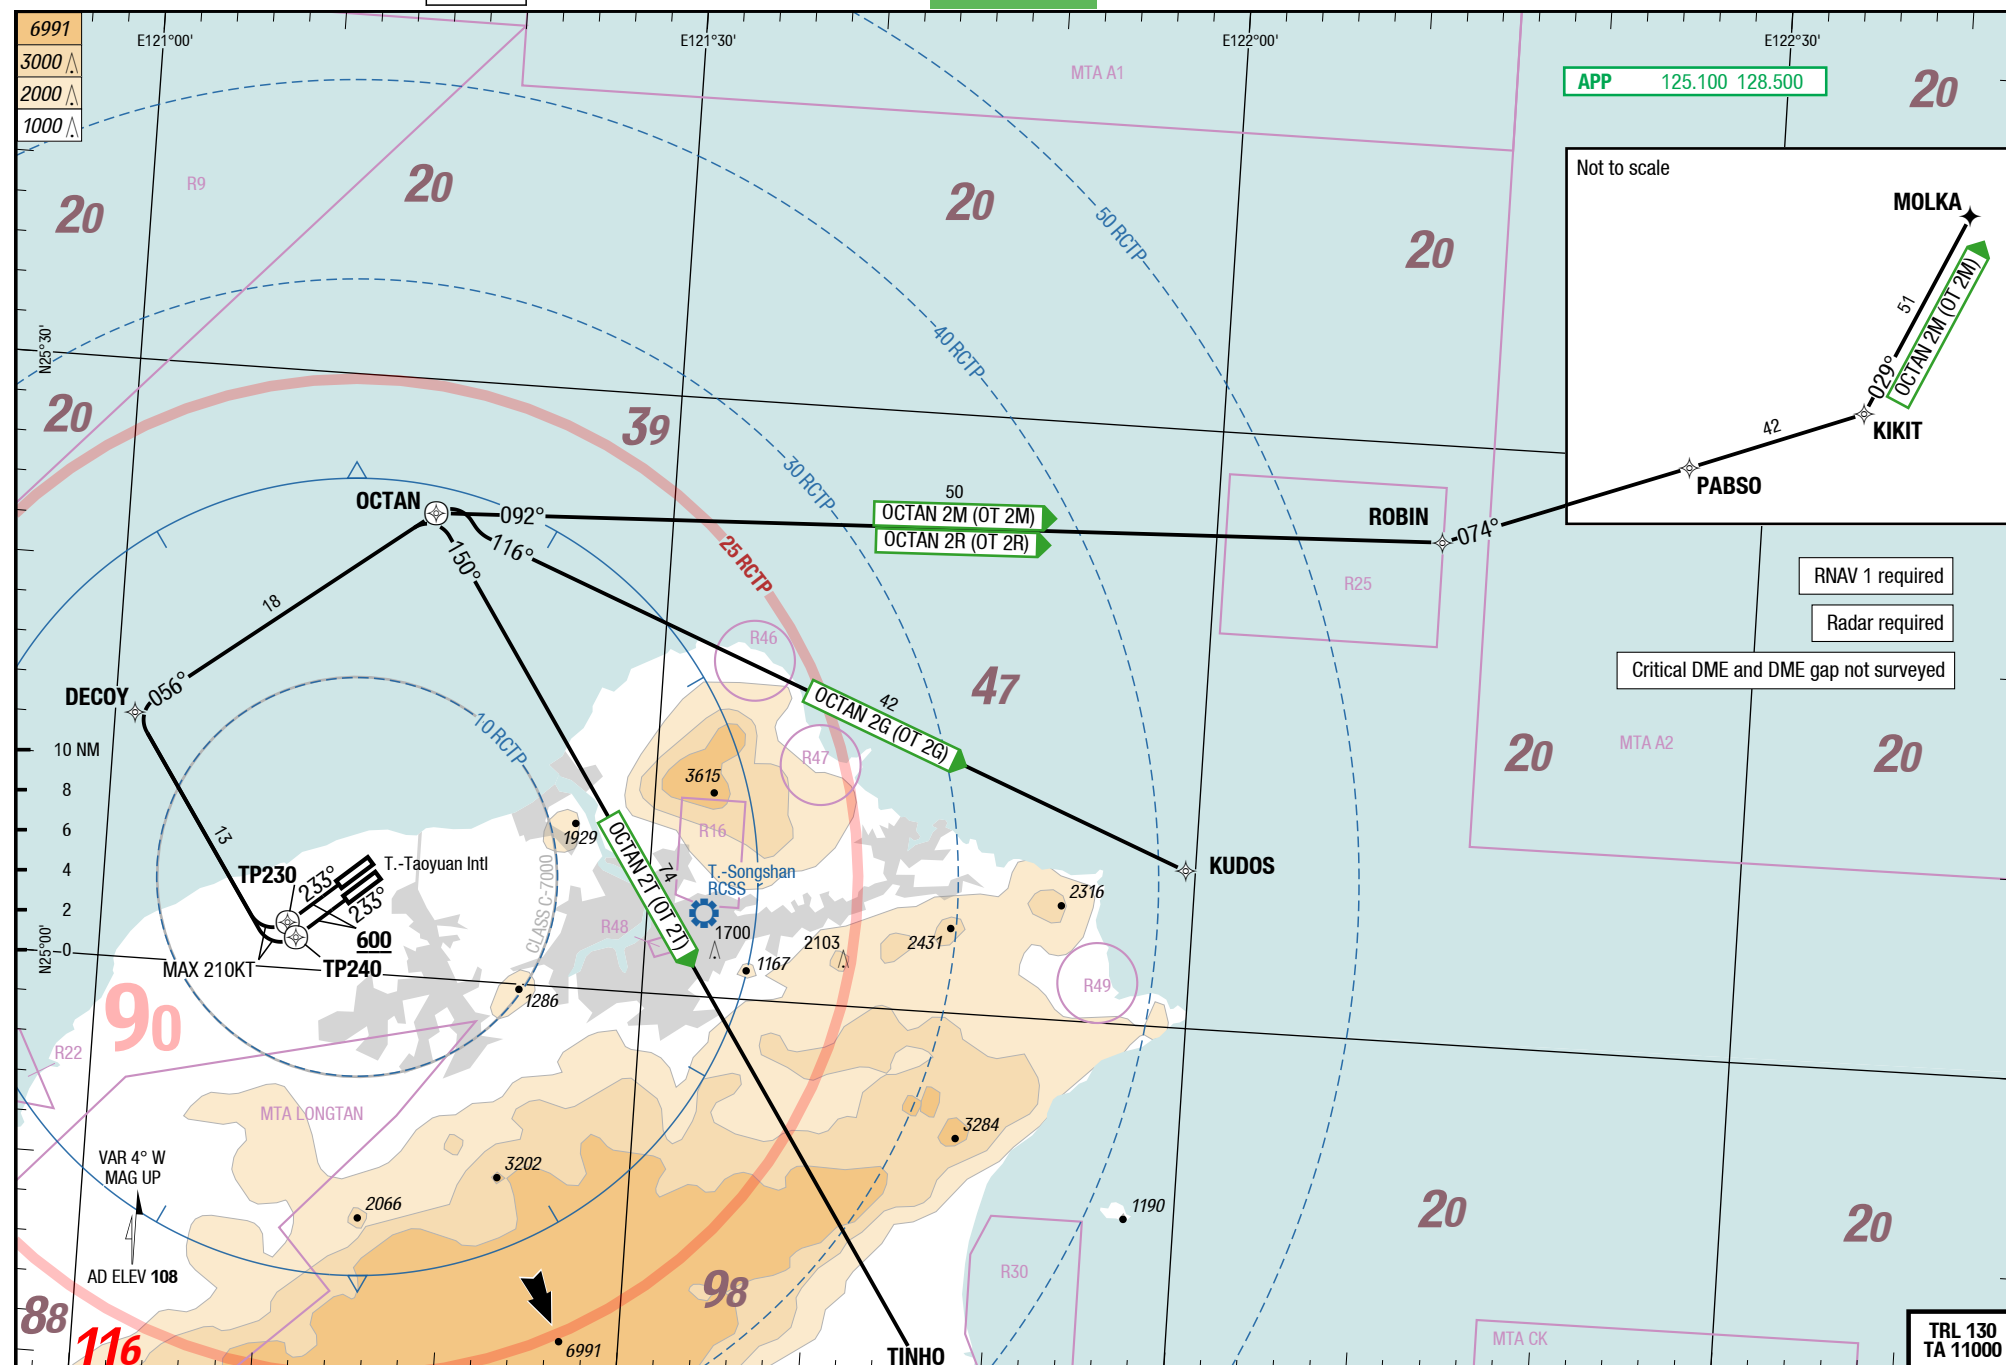 6991
3000
2000
1000
E121°00'
E121°30'
E122°00'
E122°30'
MTA A1
APP 125.100 128.500
20
R9
20
20
20
20
50 RCTP
Not to scale
MOLKA
51
OCTAN 2M (OT 2M)
029°
KIKIT
42
PABSO
N25°30'
40 RCTP
20
39
30 RCTP
OCTAN
092°
50
OCTAN 2M (OT 2M)
OCTAN 2R (OT 2R)
ROBIN
074°
150°
116°
25 RCTP
R25
RNAV 1 required
Radar required
Critical DME and DME gap not surveyed
18
R46
DECOY
056°
47
42
OCTAN 2G (OT 2G)
10 RCTP
R47
20
MTA A2
20
10 NM
8
6
4
2
0
3615
13
1929
R16
OCTAN 2T (OT 2T)
74
T.-Taoyuan Intl
TP230
233°
233°
T.-Songshan
RCSS
KUDOS
2316
CLASS C-7000
R48
1700
2103
2431
600
N25°00'
MAX 210KT
TP240
1167
1286
R49
90
R22
MTA LONGTAN
3284
VAR 4° W
MAG UP
3202
2066
1190
20
20
AD ELEV 108
R30
98
88
116
6991
TINHO
MTA CK
TRL 130
TA 11000